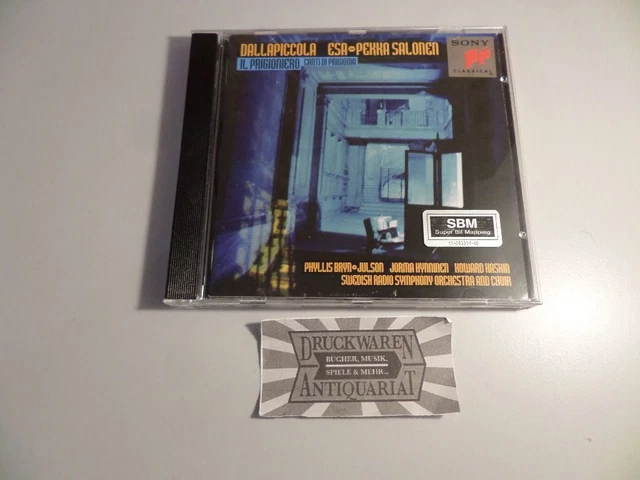 DALLAPICCOLA ESA-PEKKA SALONEN
IL PRIGIONIERO CANTI DI PRIGIONIA
SONY
CLASSICAL
SBM
Super Bit Mapping
PHYLLIS BRYN-JULSON JORMA HYNNINEN HOWARD HASKIN
SWEDISH RADIO SYMPHONY ORCHESTRA AND CHOIR
DRUCKWAREN
BÜCHER, MUSIK,
SPIELE & MEHR...
ANTIQUARIAT